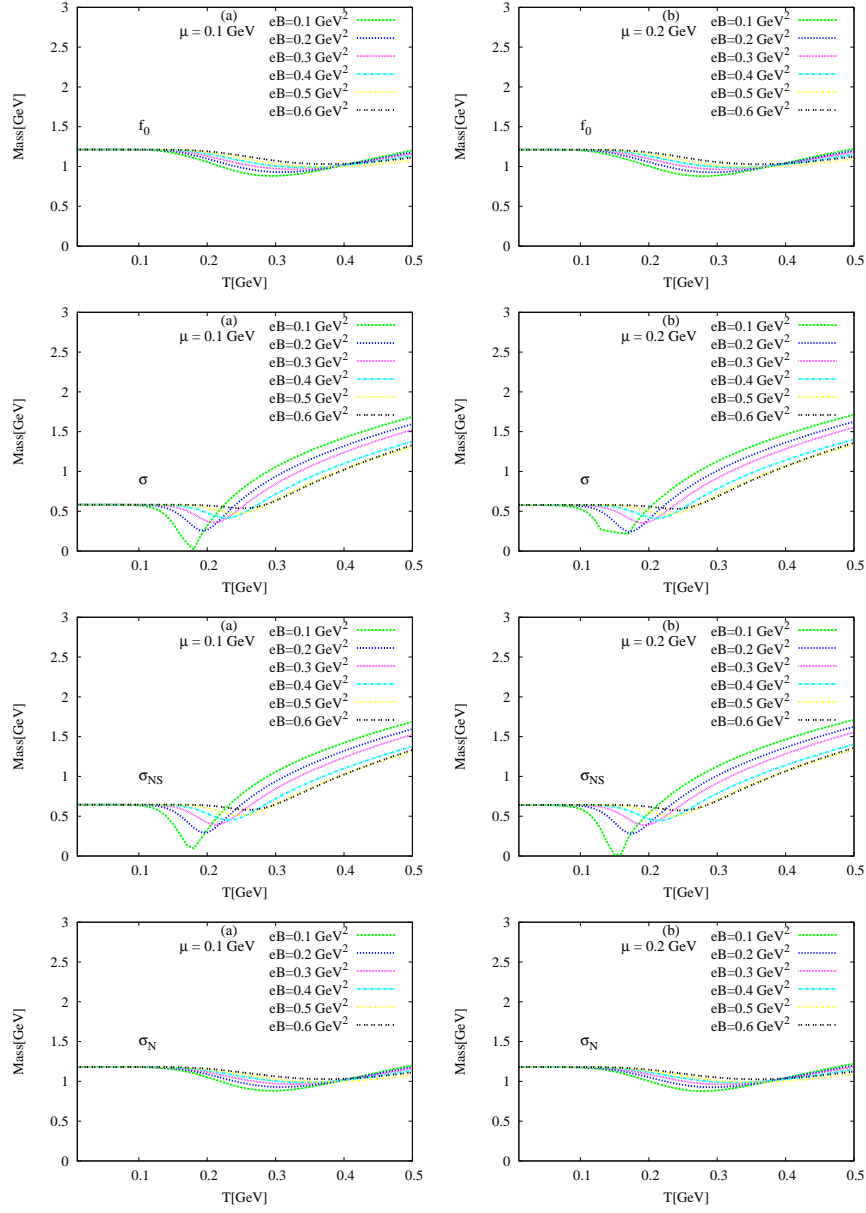 (a)
μ = 0.1 GeV
eB=0.1 GeV²
eB=0.2 GeV²
eB=0.3 GeV²
eB=0.4 GeV²
eB=0.5 GeV²
eB=0.6 GeV²
f₀
Mass[GeV]
3
2.5
2
1.5
1
0.5
0
0.1 0.2 0.3 0.4 0.5
T[GeV]
(b)
μ = 0.2 GeV
eB=0.1 GeV²
eB=0.2 GeV²
eB=0.3 GeV²
eB=0.4 GeV²
eB=0.5 GeV²
eB=0.6 GeV²
f₀
Mass[GeV]
3
2.5
2
1.5
1
0.5
0
0.1 0.2 0.3 0.4 0.5
T[GeV]
(a)
μ = 0.1 GeV
eB=0.1 GeV²
eB=0.2 GeV²
eB=0.3 GeV²
eB=0.4 GeV²
eB=0.5 GeV²
eB=0.6 GeV²
σ
Mass[GeV]
3
2.5
2
1.5
1
0.5
0
0.1 0.2 0.3 0.4 0.5
T[GeV]
(b)
μ = 0.2 GeV
eB=0.1 GeV²
eB=0.2 GeV²
eB=0.3 GeV²
eB=0.4 GeV²
eB=0.5 GeV²
eB=0.6 GeV²
σ
Mass[GeV]
3
2.5
2
1.5
1
0.5
0
0.1 0.2 0.3 0.4 0.5
T[GeV]
(a)
μ = 0.1 GeV
eB=0.1 GeV²
eB=0.2 GeV²
eB=0.3 GeV²
eB=0.4 GeV²
eB=0.5 GeV²
eB=0.6 GeV²
σNS
Mass[GeV]
3
2.5
2
1.5
1
0.5
0
0.1 0.2 0.3 0.4 0.5
T[GeV]
(b)
μ = 0.2 GeV
eB=0.1 GeV²
eB=0.2 GeV²
eB=0.3 GeV²
eB=0.4 GeV²
eB=0.5 GeV²
eB=0.6 GeV²
σNS
Mass[GeV]
3
2.5
2
1.5
1
0.5
0
0.1 0.2 0.3 0.4 0.5
T[GeV]
(a)
μ = 0.1 GeV
eB=0.1 GeV²
eB=0.2 GeV²
eB=0.3 GeV²
eB=0.4 GeV²
eB=0.5 GeV²
eB=0.6 GeV²
σN
Mass[GeV]
3
2.5
2
1.5
1
0.5
0
0.1 0.2 0.3 0.4 0.5
T[GeV]
(b)
μ = 0.2 GeV
eB=0.1 GeV²
eB=0.2 GeV²
eB=0.3 GeV²
eB=0.4 GeV²
eB=0.5 GeV²
eB=0.6 GeV²
σN
Mass[GeV]
3
2.5
2
1.5
1
0.5
0
0.1 0.2 0.3 0.4 0.5
T[GeV]